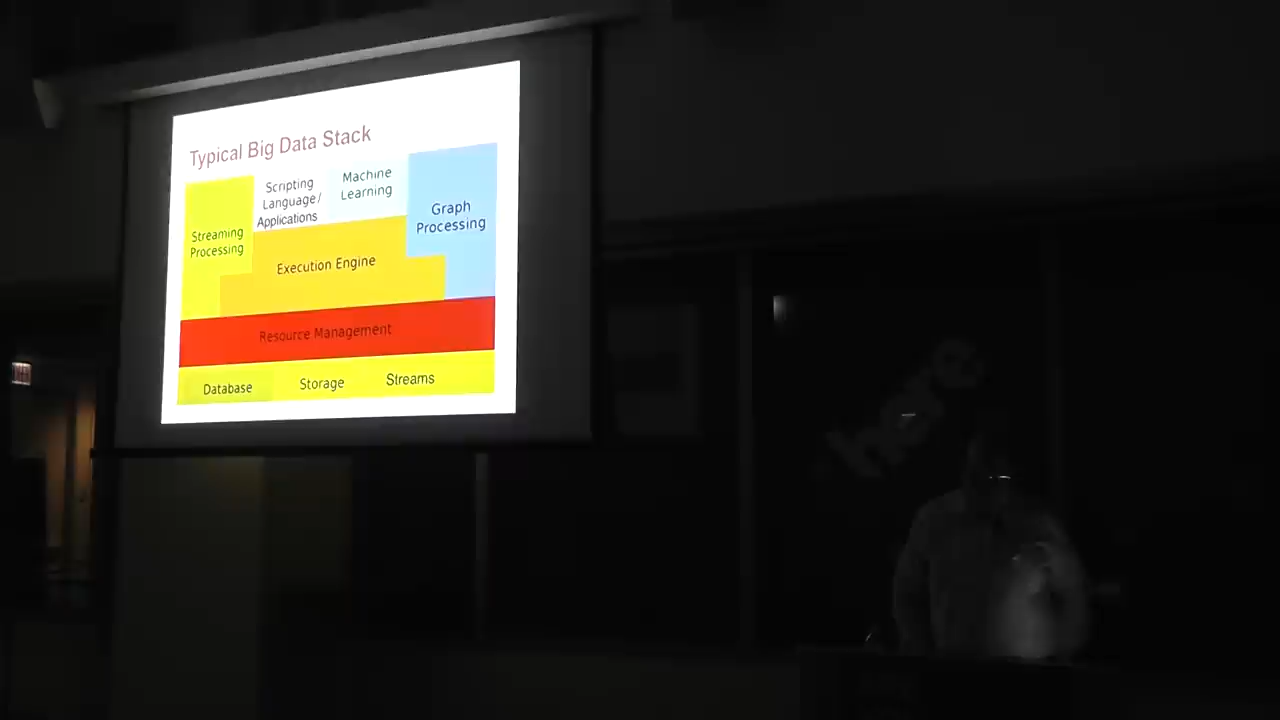 Typical Big Data Stack
Streaming
Processing
Scripting
Language/
Applications
Machine
Learning
Graph
Processing
Execution Engine
Resource Management
Database
Storage
Streams